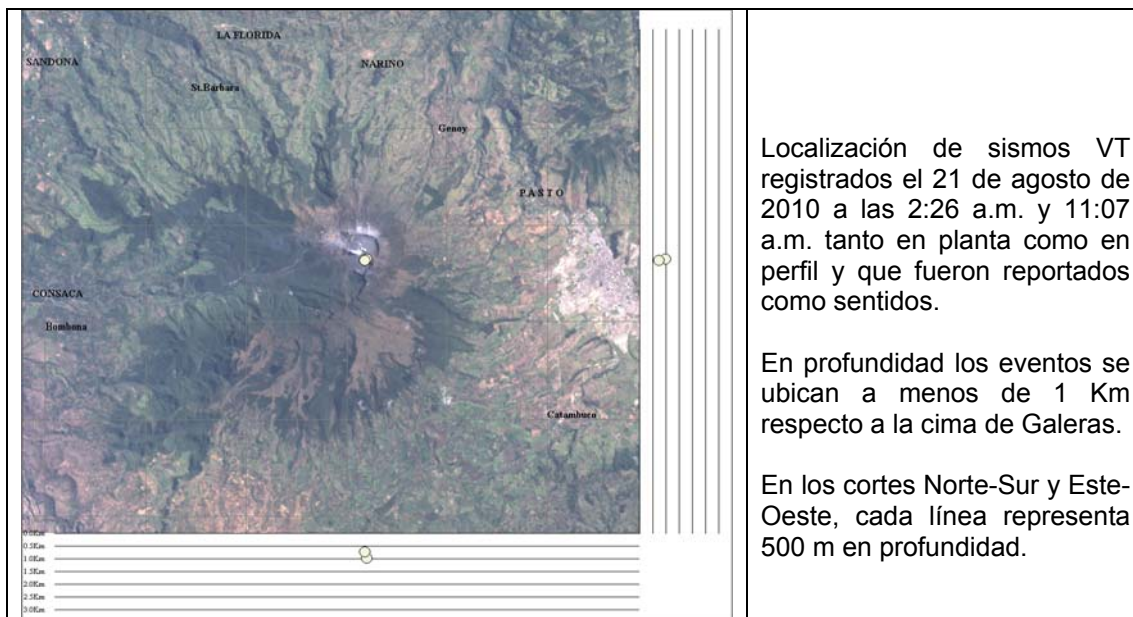 LA FLORIDA
SANDONA
NARINO
St.Barbara
Genoy
P A S T O
CONSACA
Bombona
Catambuco
0.0Km
0.5Km
1.0Km
1.5Km
2.0Km
2.5Km
3.0Km
Localización de sismos VT
registrados el 21 de agosto de
2010 a las 2:26 a.m. y 11:07
a.m. tanto en planta como en
perfil y que fueron reportados
como sentidos.
En profundidad los eventos se
ubican a menos de 1 Km
respecto a la cima de Galeras.
En los cortes Norte-Sur y Este-
Oeste, cada línea representa
500 m en profundidad.